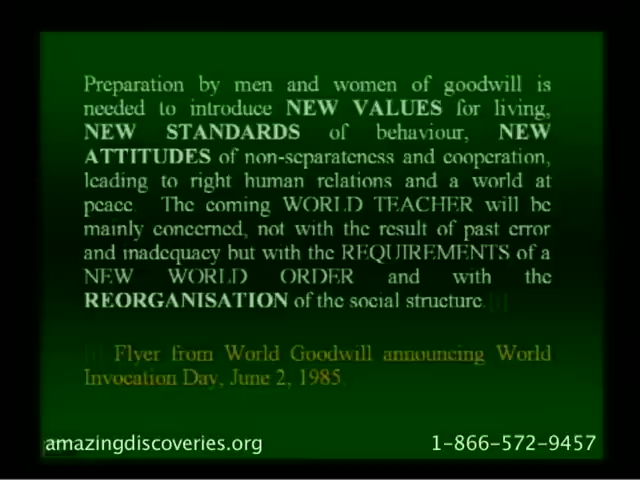 Preparation by men and women of goodwill is
needed to introduce NEW VALUES for living,
NEW STANDARDS of behaviour, NEW
ATTITUDES of non-separateness and cooperation,
leading to right human relations and a world at
peace. The coming WORLD TEACHER will be
mainly concerned, not with the result of past error
and inadequacy but with the REQUIREMENTS of a
NEW WORLD ORDER and with the
REORGANISATION of the social structure.[i]
[i] Flyer from World Goodwill announcing World
Invocation Day, June 2, 1985.
amazingdiscoveries.org 1-866-572-9457